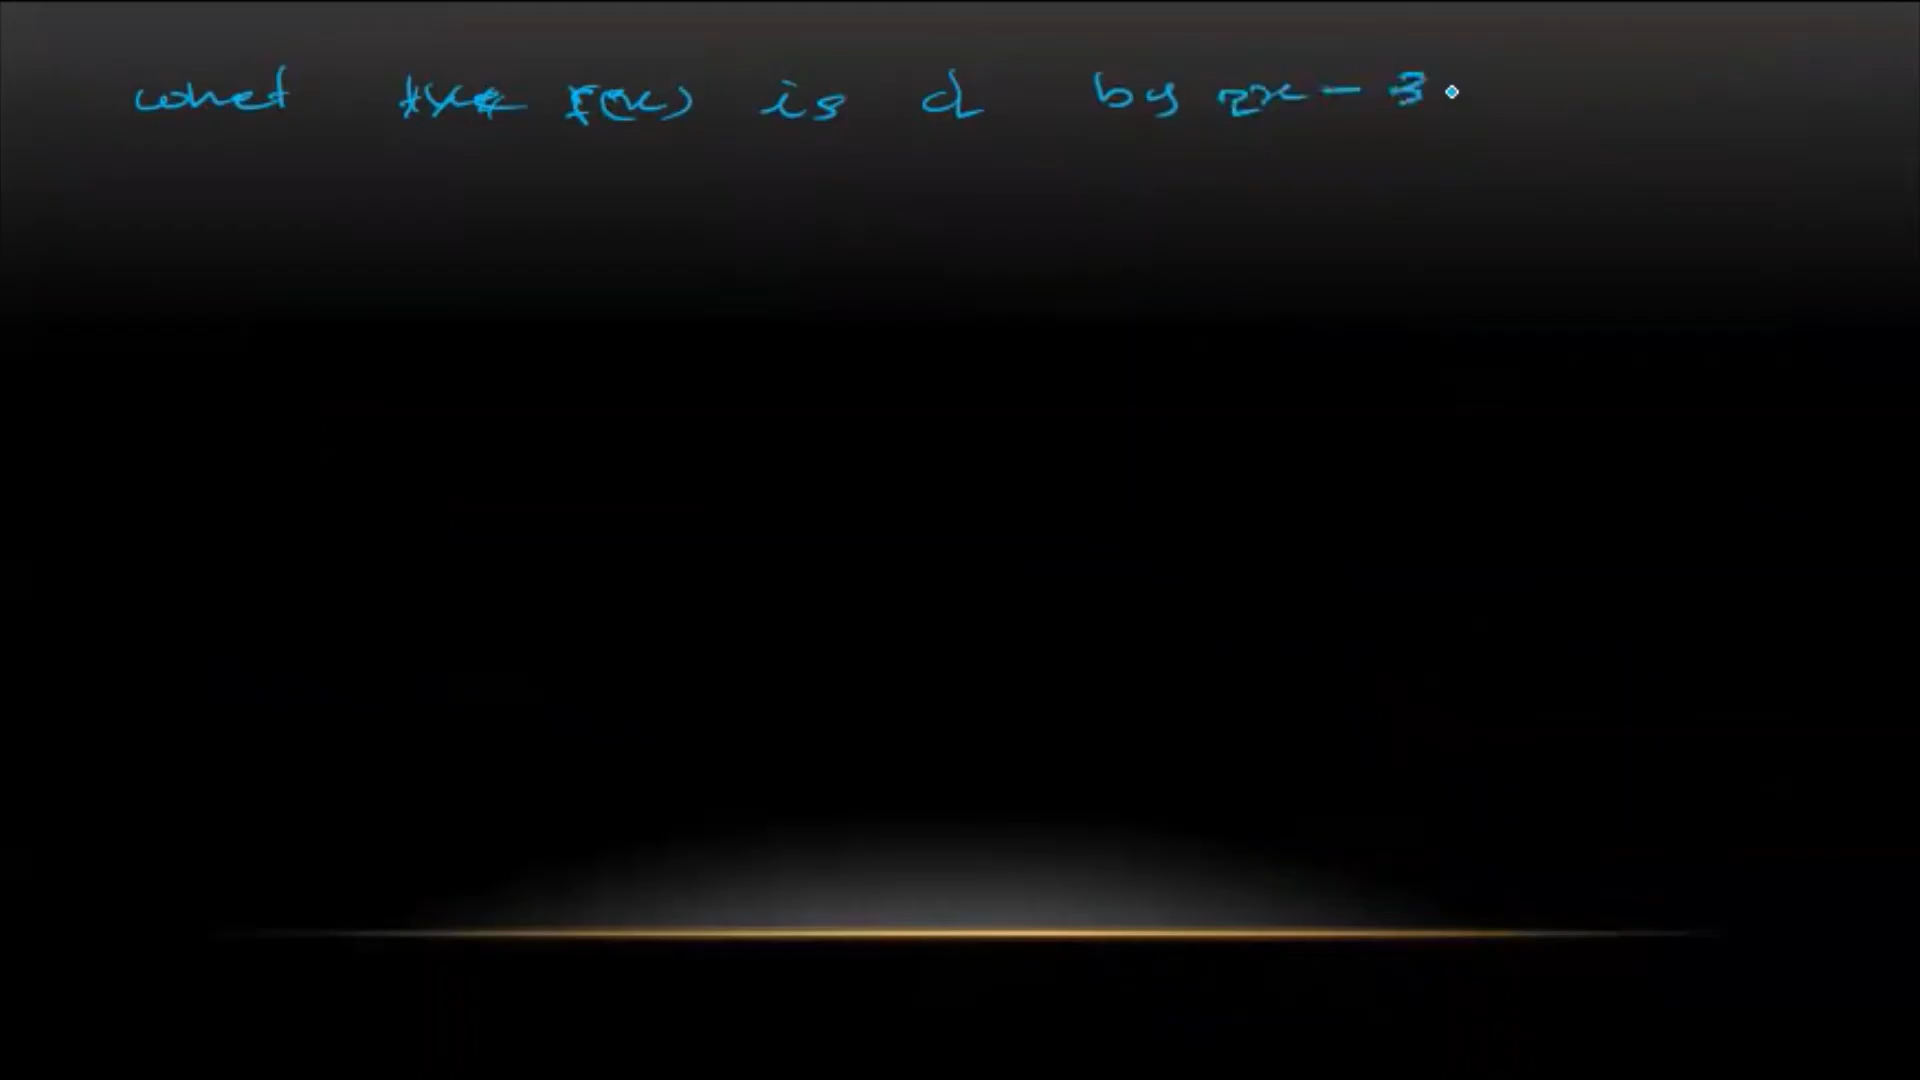 what f(x) is d by 2x - 3